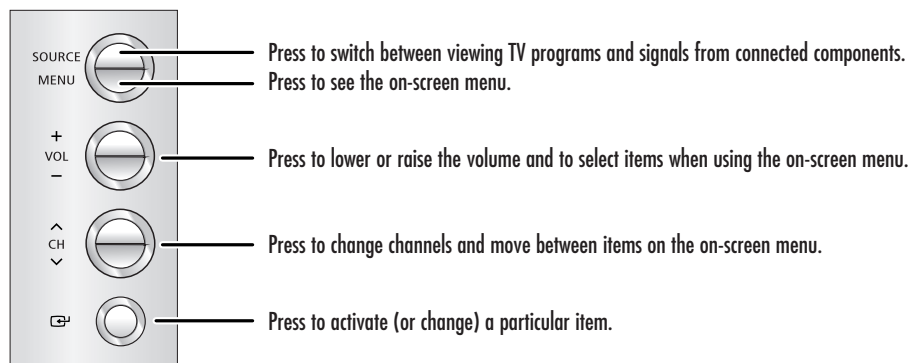 SOURCE
Press to switch between viewing TV programs and signals from connected components.
MENU
Press to see the on-screen menu.
+
VOL
−
Press to lower or raise the volume and to select items when using the on-screen menu.
CH
Press to change channels and move between items on the on-screen menu.
Press to activate (or change) a particular item.